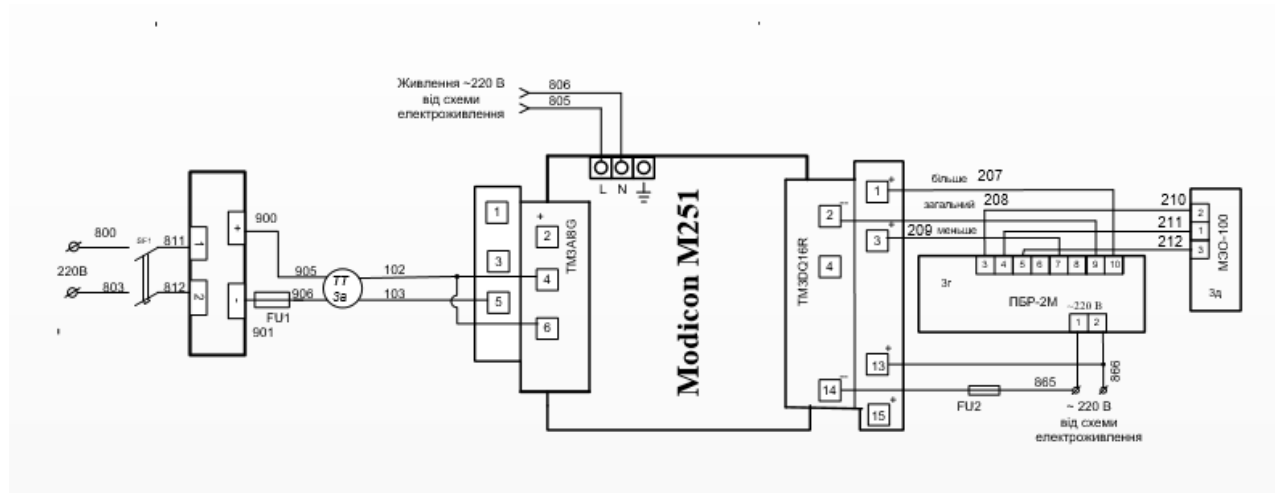 Живлення ~220 В
від схеми
електроживлення
806
805
L N
Modicon M251
TM3AI8G
TM3DQ16R
1
3
5
+
2
4
6
800
803
220В
SF1
811
812
1
2
+
-
900
901
905
906
FU1
ТТ
3а
102
103
2
4
14
1
3
13
15
більше 207
загальний 208
209 меньше
210
211
212
2
1
3
МЭО-100
3д
3 4 5 6 7 8 9 10
3г
ПБР-2М
~220 В
1 2
865
866
FU2
~ 220 В
від схеми
електроживлення